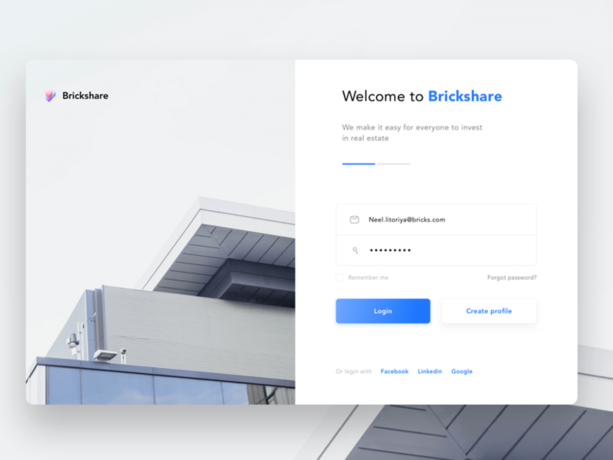 Brickshare
Welcome to Brickshare
We make it easy for everyone to invest
in real estate
Neel.litoriya@bricks.com
•••••••••
Remember me
Forgot password?
Login
Create profile
Or login with Facebook Linkedin Google